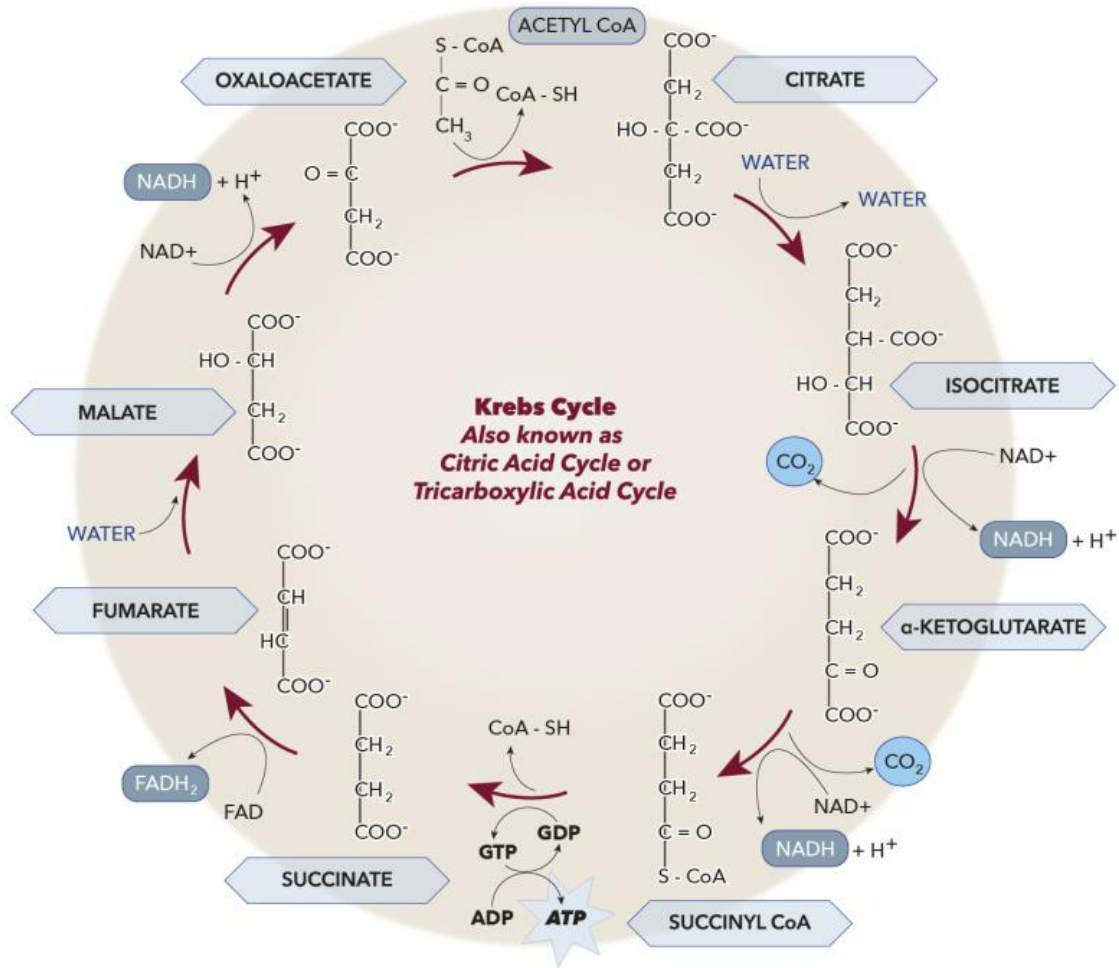 ACETYL CoA
S - CoA
C = O
CH₃
CoA - SH
OXALOACETATE
COO⁻
O = C
CH₂
COO⁻
CITRATE
COO⁻
CH₂
HO - C - COO⁻
CH₂
COO⁻
WATER
WATER
ISOCITRATE
COO⁻
CH₂
CH - COO⁻
HO - CH
COO⁻
CO₂
NAD+
NADH + H⁺
α-KETOGLUTARATE
COO⁻
CH₂
CH₂
C = O
COO⁻
CO₂
NAD+
NADH + H⁺
SUCCINYL CoA
COO⁻
CH₂
CH₂
C = O
S - CoA
CoA - SH
GDP
GTP
ADP
ATP
SUCCINATE
COO⁻
CH₂
CH₂
COO⁻
FADH₂
FAD
FUMARATE
COO⁻
CH
HC
COO⁻
WATER
MALATE
COO⁻
HO - CH
CH₂
COO⁻
NADH + H⁺
NAD+
Krebs Cycle
Also known as
Citric Acid Cycle or
Tricarboxylic Acid Cycle